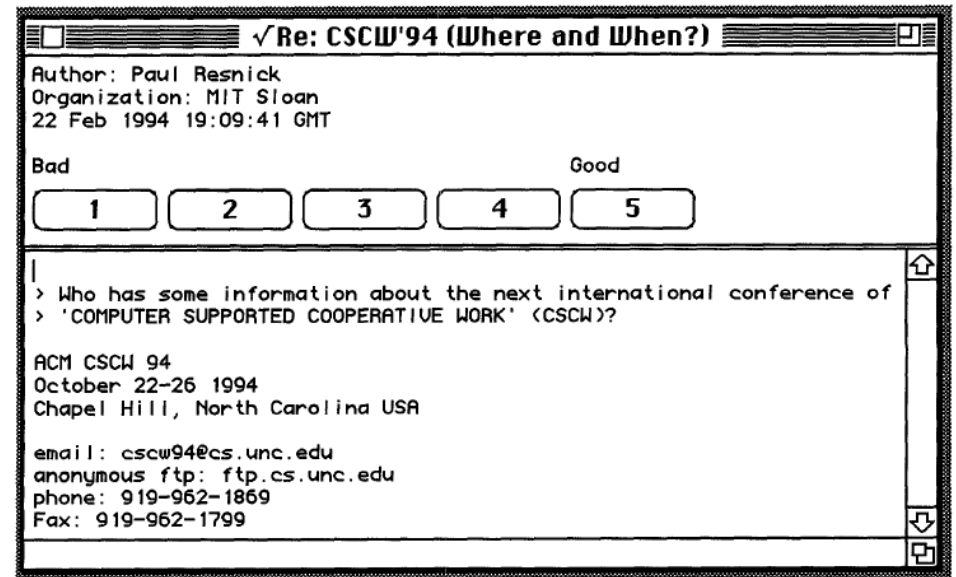 √Re: CSCW'94 (Where and When?)
Author: Paul Resnick
Organization: MIT Sloan
22 Feb 1994 19:09:41 GMT
Bad Good
1 2 3 4 5
> Who has some information about the next international conference of
> 'COMPUTER SUPPORTED COOPERATIVE WORK' (CSCW)?
ACM CSCW 94
October 22-26 1994
Chapel Hill, North Carolina USA
email: cscw94@cs.unc.edu
anonymous ftp: ftp.cs.unc.edu
phone: 919-962-1869
Fax: 919-962-1799